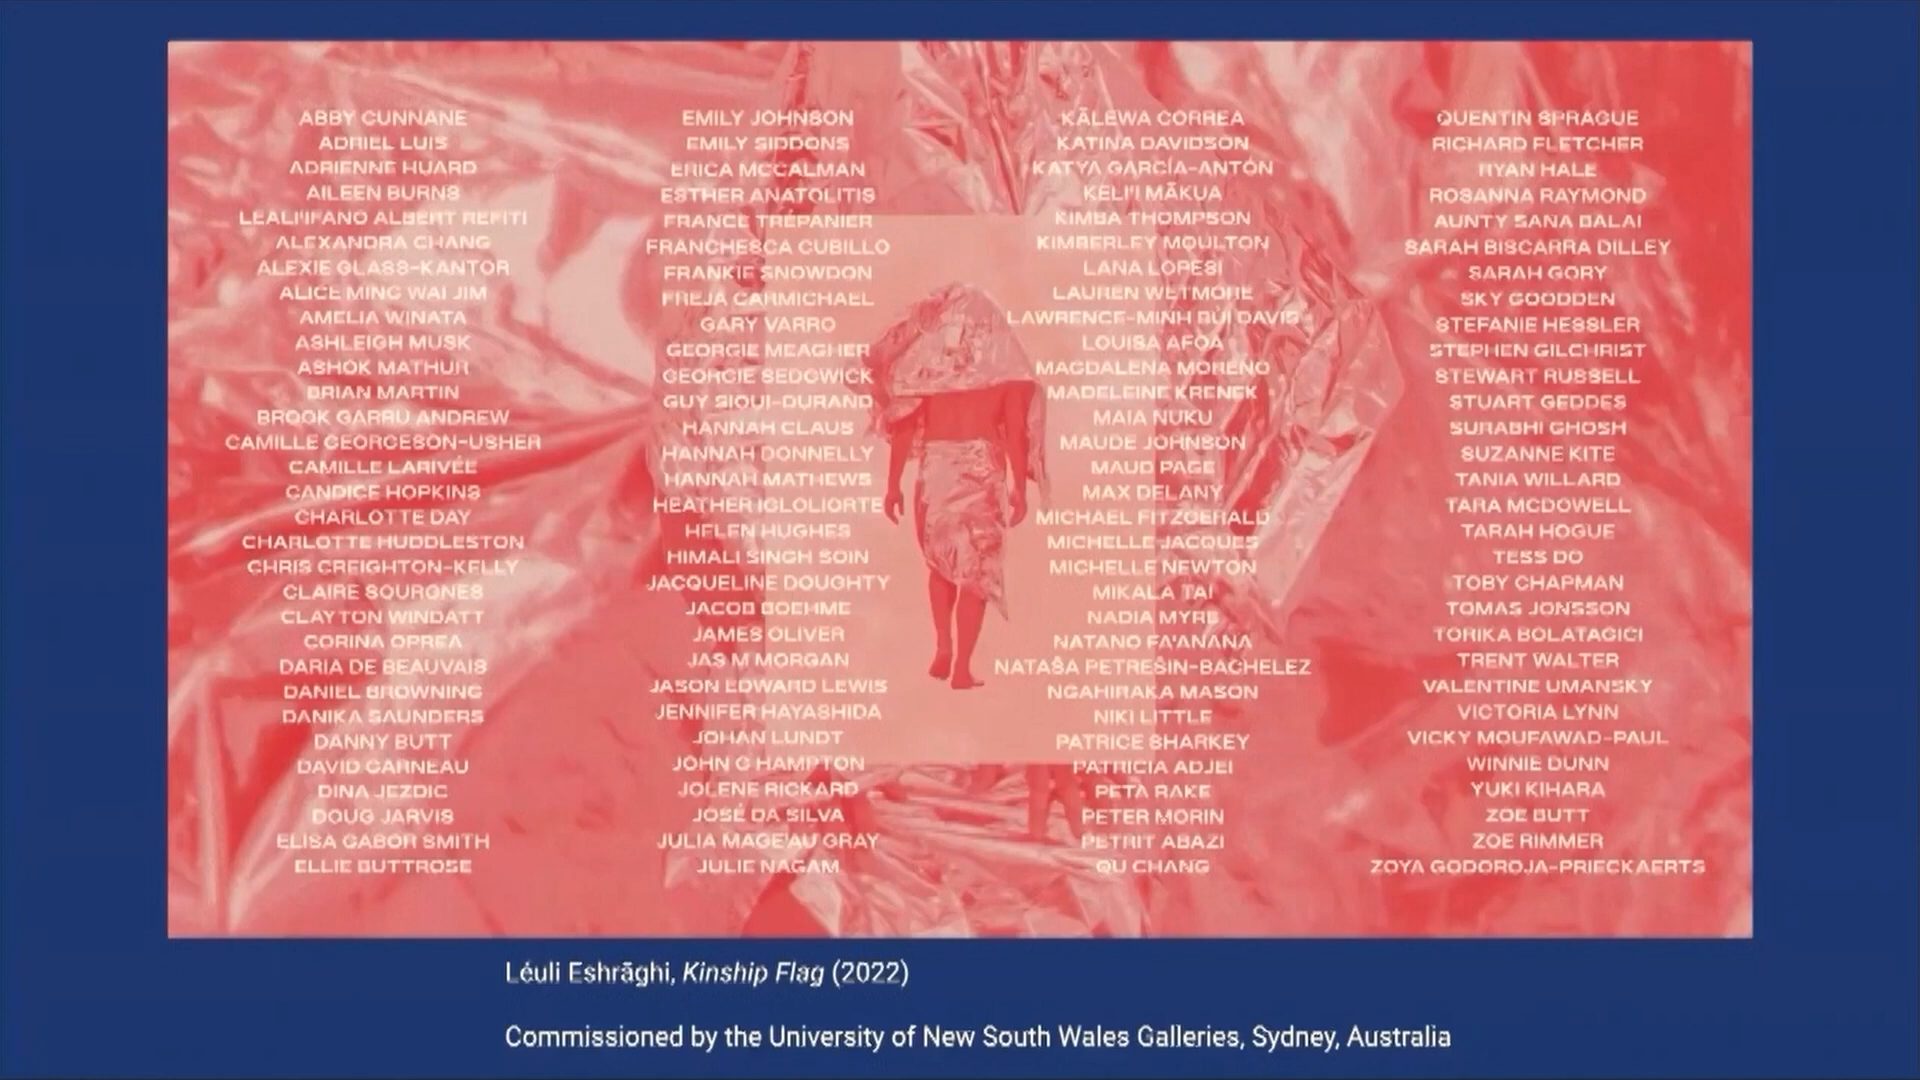 ABBY CUNNANE
ADRIEL LUIS
ADRIENNE HUARD
AILEEN BURNS
LEALI'IFANO ALBERT REFITI
ALEXANDRA CHANG
ALEXIE GLASS-KANTOR
ALICE MING WAI JIM
AMELIA WINATA
ASHLEIGH MUSK
ASHOK MATHUR
BRIAN MARTIN
BROOK GARRU ANDREW
CAMILLE GEORGESON-USHER
CAMILLE LARIVÉE
CANDICE HOPKINS
CHARLOTTE DAY
CHARLOTTE HUDDLESTON
CHRIS CREIGHTON-KELLY
CLAIRE SOURGNES
CLAYTON WINDATT
CORINA OPREA
DARIA DE BEAUVAIS
DANIEL BROWNING
DANIKA SAUNDERS
DANNY BUTT
DAVID GARNEAU
DINA JEZDIC
DOUG JARVIS
ELISA GABOR SMITH
ELLIE BUTTROSE
EMILY JOHNSON
EMILY SIDDONS
ERICA MCCALMAN
ESTHER ANATOLITIS
FRANCE TRÉPANIER
FRANCHESCA CUBILLO
FRANKIE SNOWDON
FREJA CARMICHAEL
GARY VARRO
GEORGIE MEAGHER
GEORGIE SEDGWICK
GUY SIOUI-DURAND
HANNAH CLAUS
HANNAH DONNELLY
HANNAH MATHEWS
HEATHER IGLOLIORTE
HELEN HUGHES
HIMALI SINGH SOIN
JACQUELINE DOUGHTY
JACOB BOEHME
JAMES OLIVER
JAS M MORGAN
JASON EDWARD LEWIS
JENNIFER HAYASHIDA
JOHAN LUNDT
JOHN G HAMPTON
JOLENE RICKARD
JOSÉ DA SILVA
JULIA MAGE'AU GRAY
JULIE NAGAM
KĀLEWA CORREA
KATINA DAVIDSON
KATYA GARCÍA-ANTÓN
KELI'I MĀKUA
KIMBA THOMPSON
KIMBERLEY MOULTON
LANA LOPESI
LAUREN WETMORE
LAWRENCE-MINH BÙI DAVIS
LOUISA AFOA
MAGDALENA MORENO
MADELEINE KRENEK
MAIA NUKU
MAUDE JOHNSON
MAUD PAGE
MAX DELANY
MICHAEL FITZGERALD
MICHELLE JACQUES
MICHELLE NEWTON
MIKALA TAI
NADIA MYRE
NATANO FA'ANANA
NATAŠA PETREŠIN-BACHELEZ
NGAHIRAKA MASON
NIKI LITTLE
PATRICE SHARKEY
PATRICIA ADJEI
PETA RAKE
PETER MORIN
PETRIT ABAZI
QU CHANG
QUENTIN SPRAGUE
RICHARD FLETCHER
RYAN HALE
ROSANNA RAYMOND
AUNTY SANA BALAI
SARAH BISCARRA DILLEY
SARAH GORY
SKY GOODDEN
STEFANIE HESSLER
STEPHEN GILCHRIST
STEWART RUSSELL
STUART GEDDES
SURABHI GHOSH
SUZANNE KITE
TANIA WILLARD
TARA MCDOWELL
TARAH HOGUE
TESS DO
TOBY CHAPMAN
TOMAS JONSSON
TORIKA BOLATAGICI
TRENT WALTER
VALENTINE UMANSKY
VICTORIA LYNN
VICKY MOUFAWAD-PAUL
WINNIE DUNN
YUKI KIHARA
ZOE BUTT
ZOE RIMMER
ZOYA GODOROJA-PRIECKAERTS
Léuli Eshrāghi, Kinship Flag (2022)
Commissioned by the University of New South Wales Galleries, Sydney, Australia